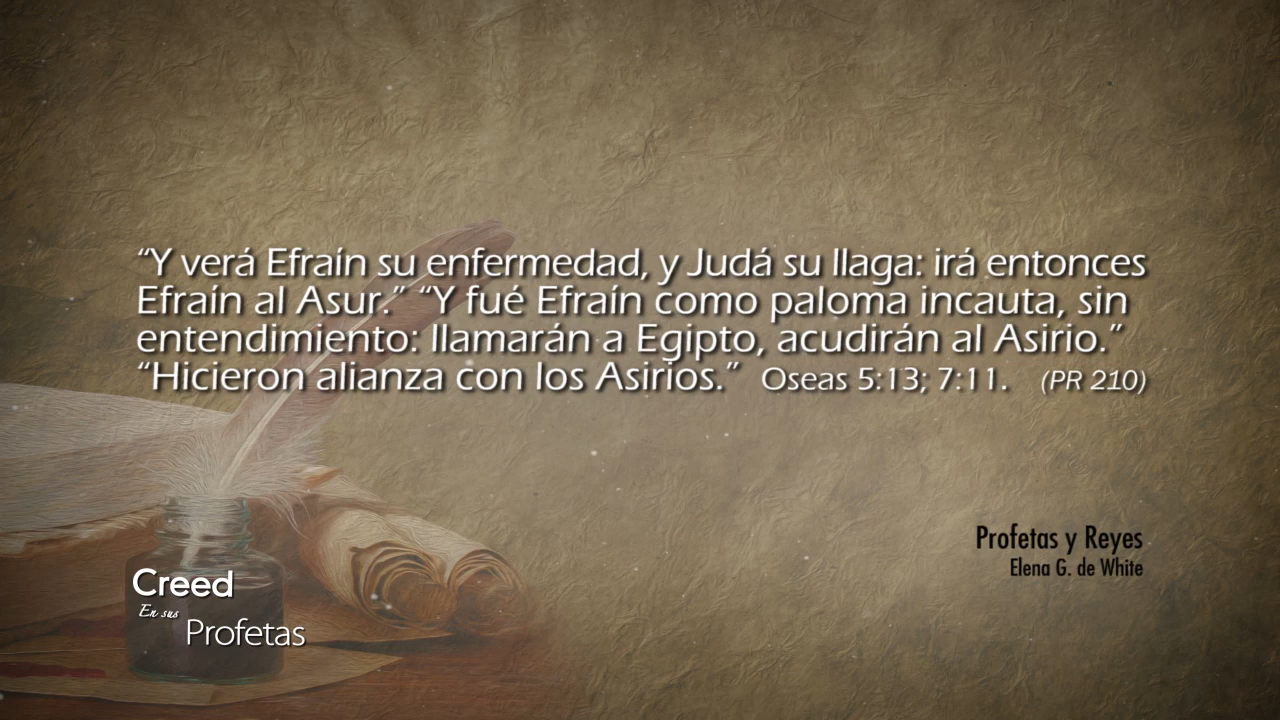 “Y verá Efraín su enfermedad, y Judá su llaga: irá entonces
Efraín al Asur.” “Y fué Efraín como paloma incauta, sin
entendimiento: llamarán a Egipto, acudirán al Asirio.”
“Hicieron alianza con los Asirios.” Oseas 5:13; 7:11. (PR 210)
Profetas y Reyes
Elena G. de White
Creed
En sus
Profetas